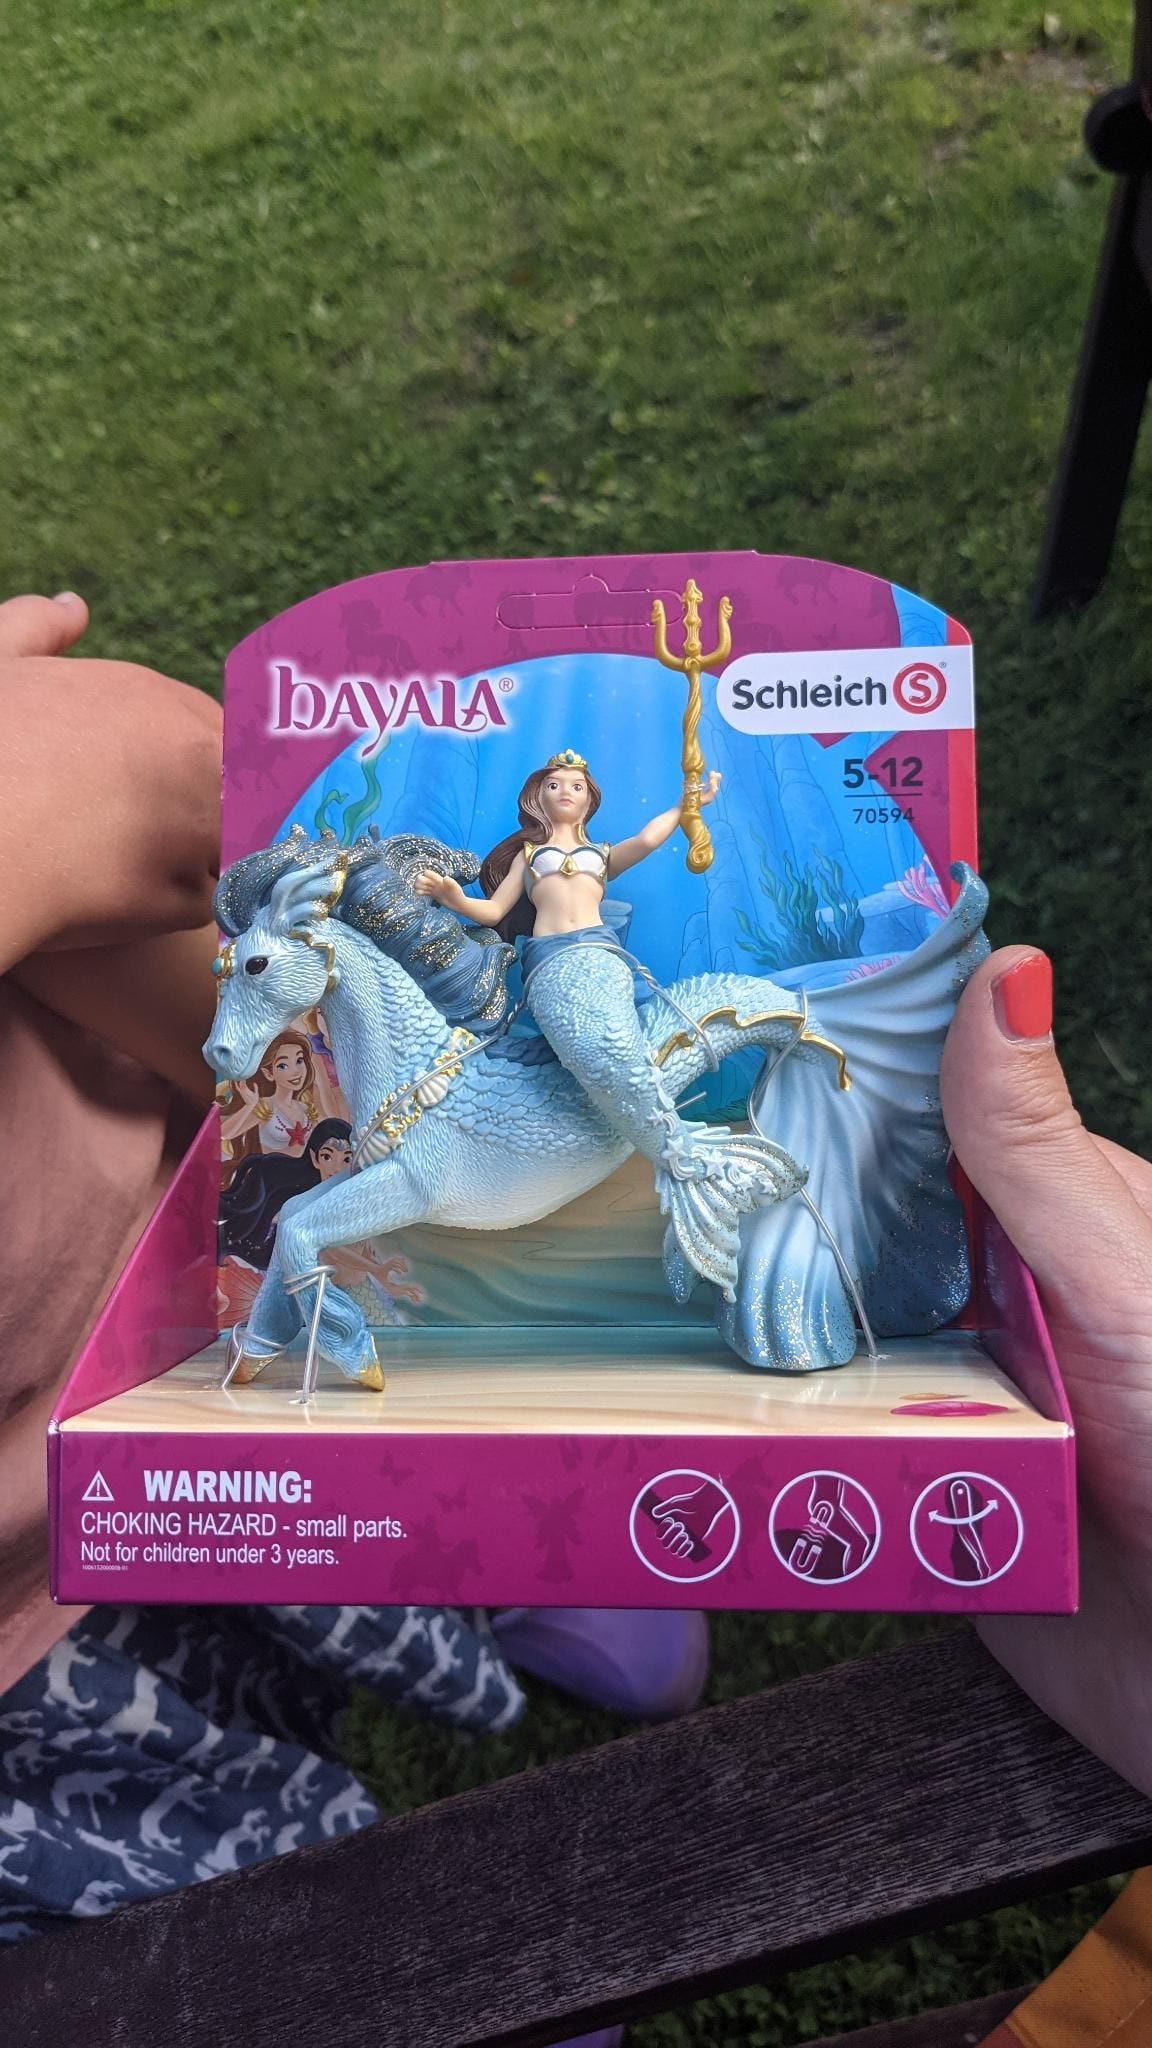 bayala®
Schleich S®
5-12
70594
WARNING:
CHOKING HAZARD - small parts.
Not for children under 3 years.